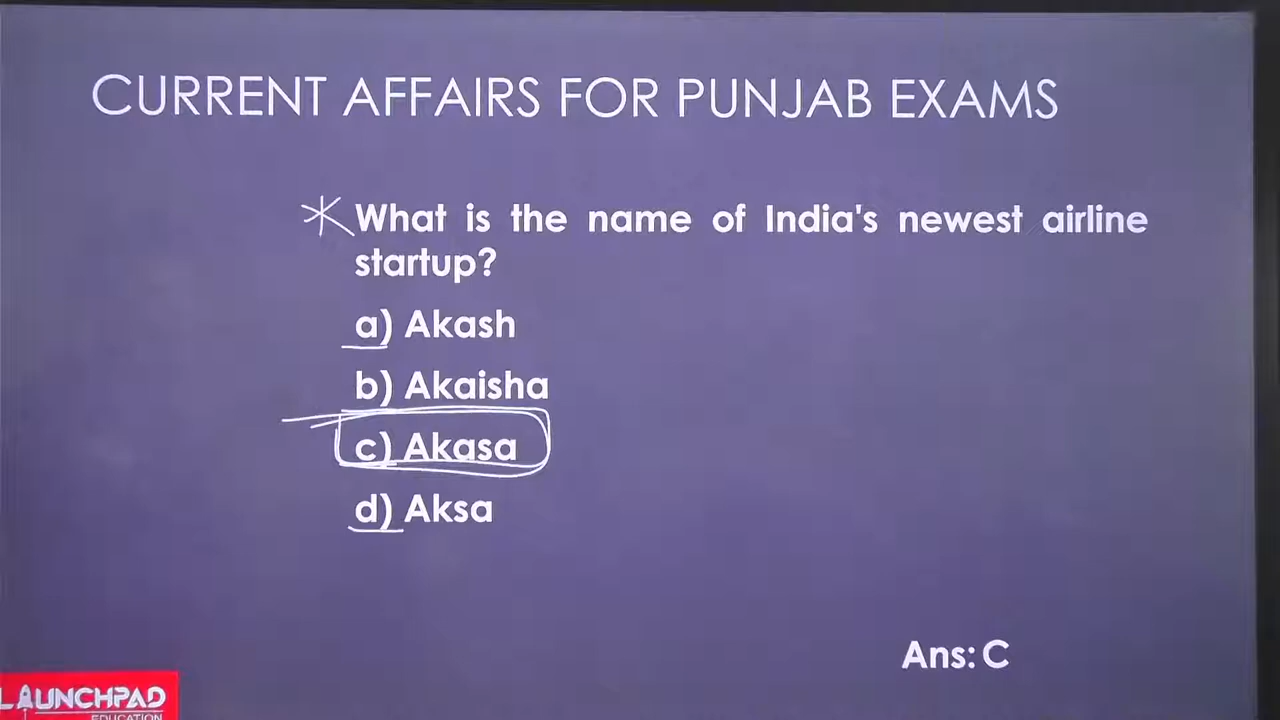 CURRENT AFFAIRS FOR PUNJAB EXAMS
What is the name of India's newest airline
startup?
a) Akash
b) Akaisha
c) Akasa
d) Aksa
Ans: C
LAUNCHPAD
EDUCATION